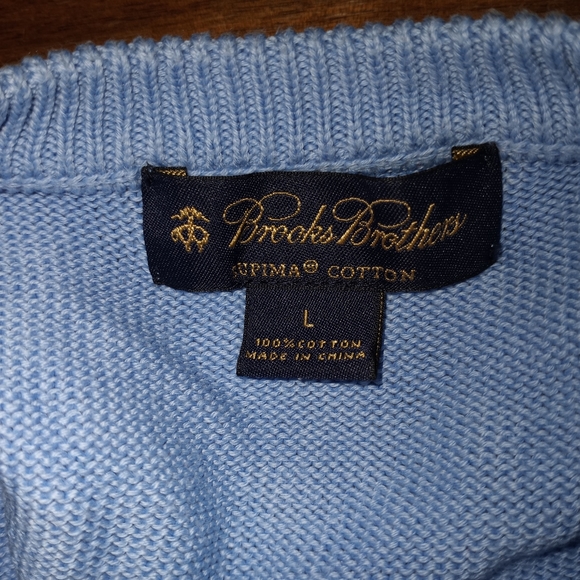 Brooks Brothers
SUPIMA® COTTON
L
100% COTTON
MADE IN CHINA